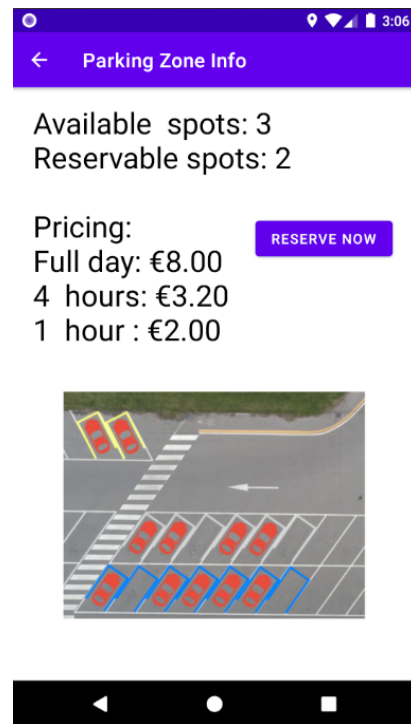 3:06
Parking Zone Info
Available  spots: 3
Reservable spots: 2
Pricing:
RESERVE NOW
Full day: €8.00
4  hours: €3.20
1  hour : €2.00